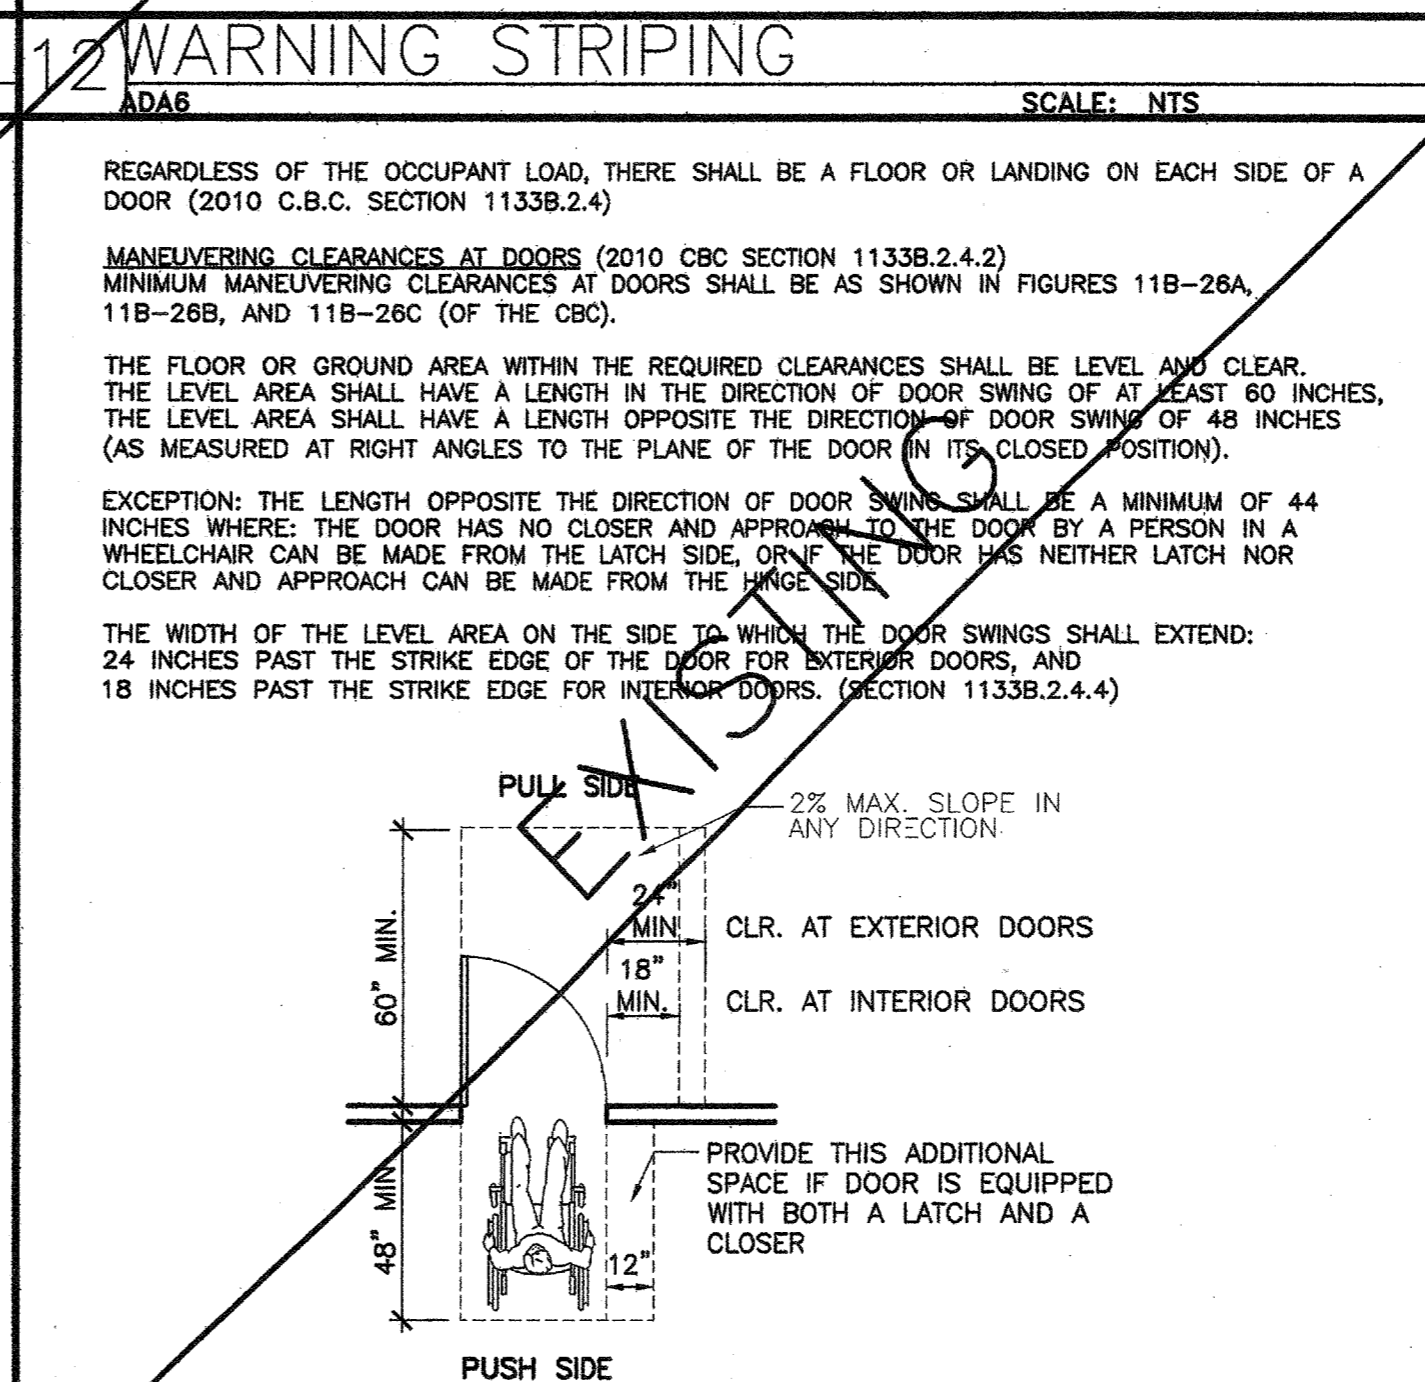 12 WARNING STRIPING
ADA6 SCALE: NTS
REGARDLESS OF THE OCCUPANT LOAD, THERE SHALL BE A FLOOR OR LANDING ON EACH SIDE OF A
DOOR (2010 C.B.C. SECTION 1133B.2.4)
MANEUVERING CLEARANCES AT DOORS (2010 CBC SECTION 1133B.2.4.2)
MINIMUM MANEUVERING CLEARANCES AT DOORS SHALL BE AS SHOWN IN FIGURES 11B-26A,
11B-26B, AND 11B-26C (OF THE CBC).
THE FLOOR OR GROUND AREA WITHIN THE REQUIRED CLEARANCES SHALL BE LEVEL AND CLEAR.
THE LEVEL AREA SHALL HAVE A LENGTH IN THE DIRECTION OF DOOR SWING OF AT LEAST 60 INCHES,
THE LEVEL AREA SHALL HAVE A LENGTH OPPOSITE THE DIRECTION OF DOOR SWING OF 48 INCHES
(AS MEASURED AT RIGHT ANGLES TO THE PLANE OF THE DOOR IN ITS CLOSED POSITION).
EXCEPTION: THE LENGTH OPPOSITE THE DIRECTION OF DOOR SWING SHALL BE A MINIMUM OF 44
INCHES WHERE: THE DOOR HAS NO CLOSER AND APPROACH TO THE DOOR BY A PERSON IN A
WHEELCHAIR CAN BE MADE FROM THE LATCH SIDE, OR IF THE DOOR HAS NEITHER LATCH NOR
CLOSER AND APPROACH CAN BE MADE FROM THE HINGE SIDE.
THE WIDTH OF THE LEVEL AREA ON THE SIDE TO WHICH THE DOOR SWINGS SHALL EXTEND:
24 INCHES PAST THE STRIKE EDGE OF THE DOOR FOR EXTERIOR DOORS, AND
18 INCHES PAST THE STRIKE EDGE FOR INTERIOR DOORS. (SECTION 1133B.2.4.4)
EXISTING
PULL SIDE
2% MAX. SLOPE IN
ANY DIRECTION
60" MIN.
24"
MIN CLR. AT EXTERIOR DOORS
18"
MIN. CLR. AT INTERIOR DOORS
48" MIN
PROVIDE THIS ADDITIONAL
SPACE IF DOOR IS EQUIPPED
WITH BOTH A LATCH AND A
CLOSER
12"
PUSH SIDE